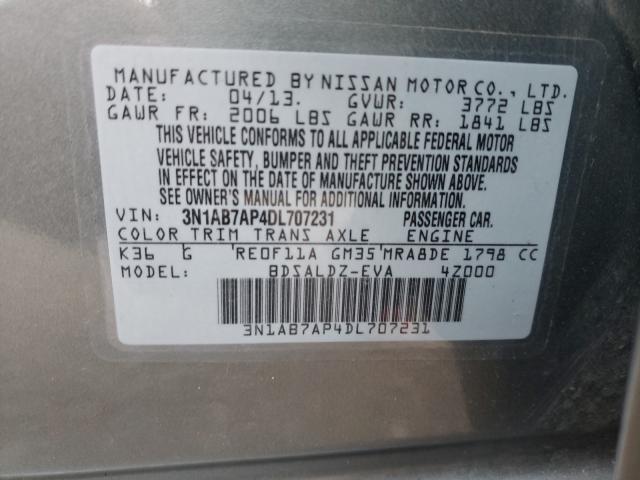 MANUFACTURED BY NISSAN MOTOR CO., LTD.
DATE: 04/13. GVWR: 3772 LBS
GAWR FR: 2006 LBS GAWR RR: 1841 LBS
THIS VEHICLE CONFORMS TO ALL APPLICABLE FEDERAL MOTOR
VEHICLE SAFETY, BUMPER AND THEFT PREVENTION STANDARDS
IN EFFECT ON THE DATE OF MANUFACTURE SHOWN ABOVE.
SEE OWNER'S MANUAL FOR ADDITIONAL INFORMATION.
VIN: 3N1AB7AP4DL707231 PASSENGER CAR.
COLOR TRIM TRANS AXLE ENGINE
K36 G RE0F11A GM35 MRA8DE 1798 CC
MODEL: BDSALDZ-EVA 4Z000
3N1AB7AP4DL707231